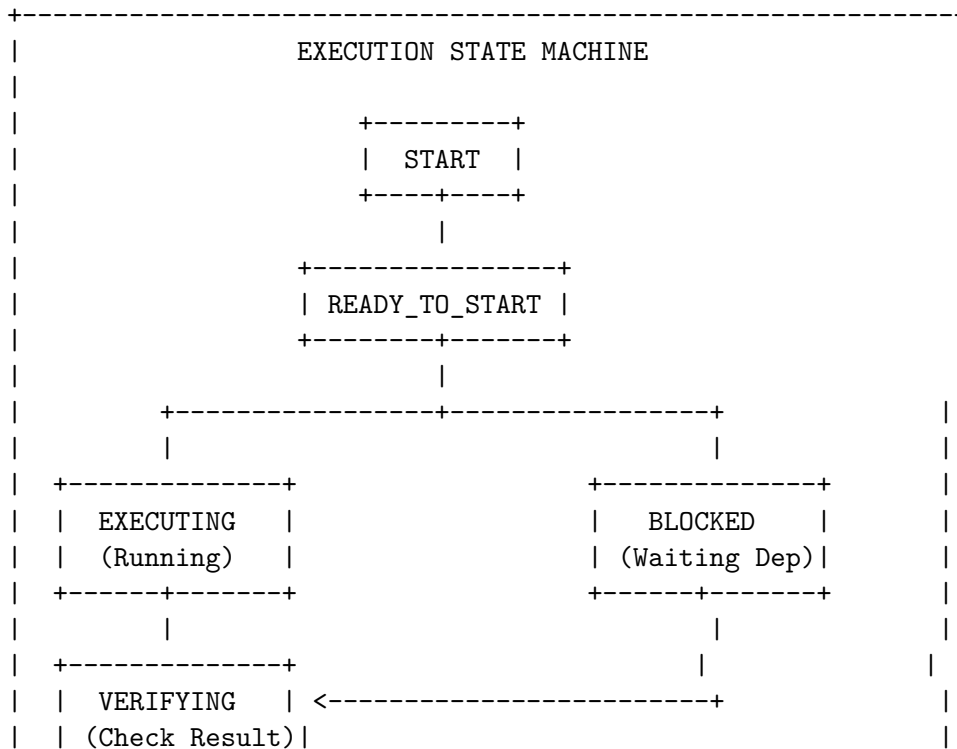 EXECUTION STATE MACHINE
START
READY_TO_START
EXECUTING BLOCKED
(Running) (Waiting Dep)
VERIFYING
(Check Result)